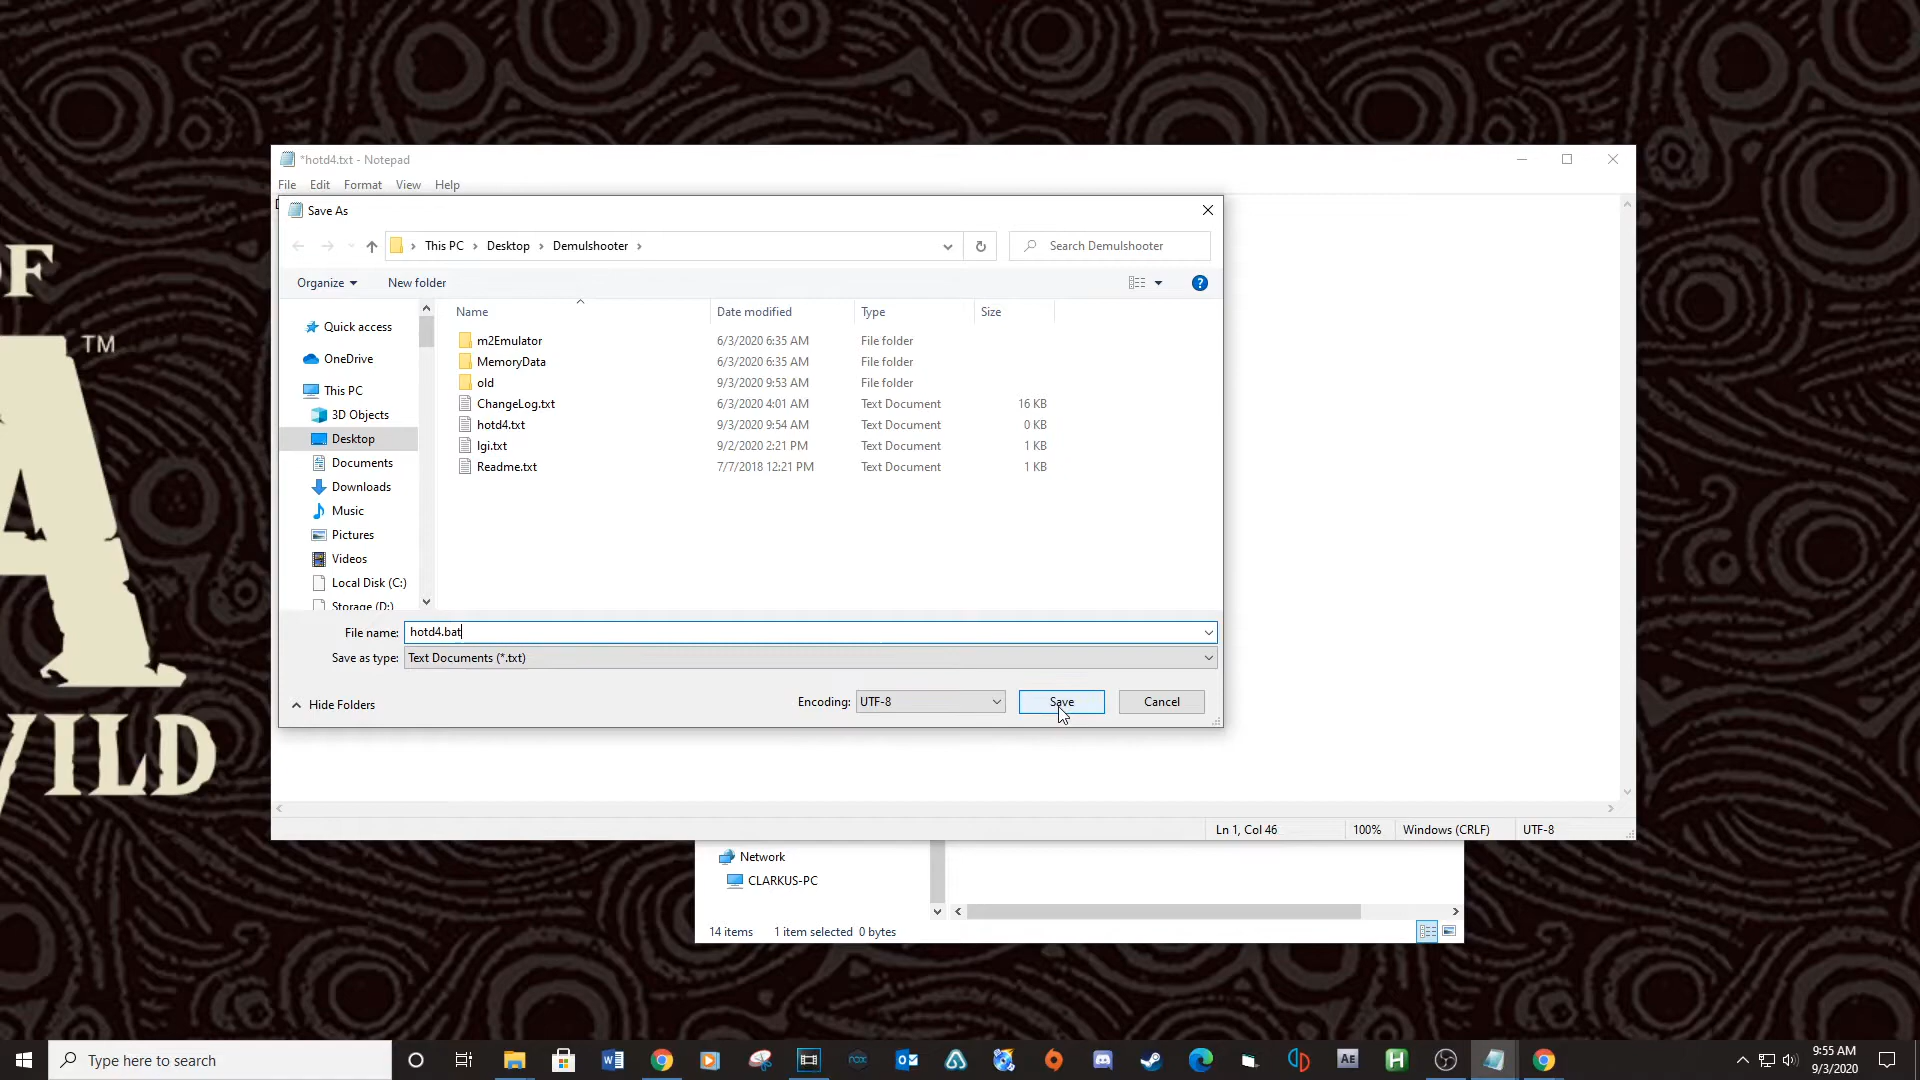 OF
A
TM
WILD
*hotd4.txt - Notepad
File Edit Format View Help
Save As
This PC > Desktop > Demulshooter >
Search Demulshooter
Organize
New folder
?
Name Date modified Type Size
Quick access
OneDrive
This PC
3D Objects
Desktop
Documents
Downloads
Music
Pictures
Videos
Local Disk (C:)
Storage (D:)
m2Emulator 6/3/2020 6:35 AM File folder
MemoryData 6/3/2020 6:35 AM File folder
old 9/3/2020 9:53 AM File folder
ChangeLog.txt 6/3/2020 4:01 AM Text Document 16 KB
hotd4.txt 9/3/2020 9:54 AM Text Document 0 KB
lgi.txt 9/2/2020 2:21 PM Text Document 1 KB
Readme.txt 7/7/2018 12:21 PM Text Document 1 KB
File name: hotd4.bat
Save as type: Text Documents (*.txt)
Hide Folders
Encoding: UTF-8
Save
Cancel
Ln 1, Col 46 100% Windows (CRLF) UTF-8
Network
CLARKUS-PC
14 items 1 item selected 0 bytes
Type here to search
Ae
H
9:55 AM
9/3/2020